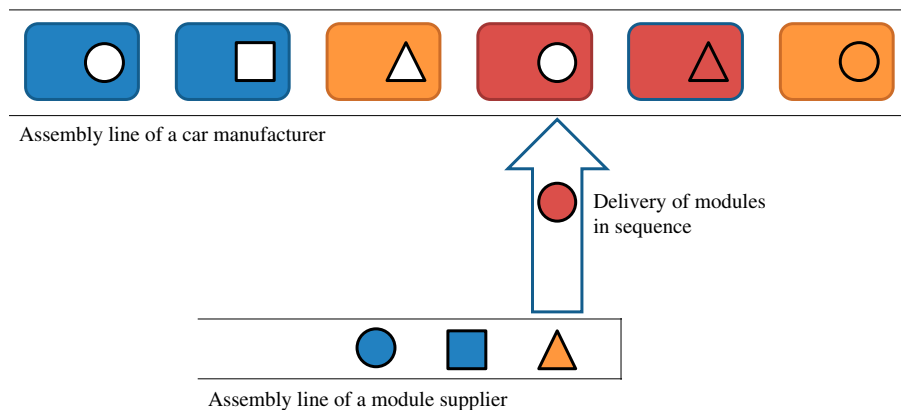 Assembly line of a car manufacturer
Delivery of modules
in sequence
Assembly line of a module supplier